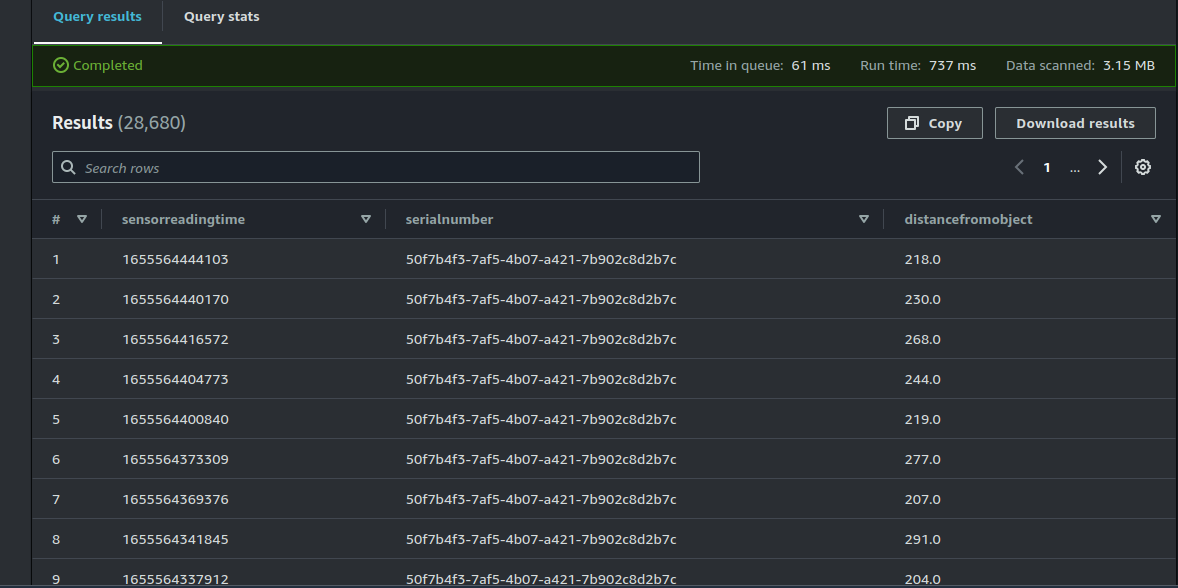 Query results Query stats
Completed Time in queue: 61 ms Run time: 737 ms Data scanned: 3.15 MB
Results (28,680) Copy Download results
Search rows 1 ...
# sensorreadingtime serialnumber distancefromobject
1 1655564444103 50f7b4f3-7af5-4b07-a421-7b902c8d2b7c 218.0
2 1655564440170 50f7b4f3-7af5-4b07-a421-7b902c8d2b7c 230.0
3 1655564416572 50f7b4f3-7af5-4b07-a421-7b902c8d2b7c 268.0
4 1655564404773 50f7b4f3-7af5-4b07-a421-7b902c8d2b7c 244.0
5 1655564400840 50f7b4f3-7af5-4b07-a421-7b902c8d2b7c 219.0
6 1655564373309 50f7b4f3-7af5-4b07-a421-7b902c8d2b7c 277.0
7 1655564369376 50f7b4f3-7af5-4b07-a421-7b902c8d2b7c 207.0
8 1655564341845 50f7b4f3-7af5-4b07-a421-7b902c8d2b7c 291.0
9 1655564337912 50f7b4f3-7af5-4b07-a421-7b902c8d2b7c 204.0